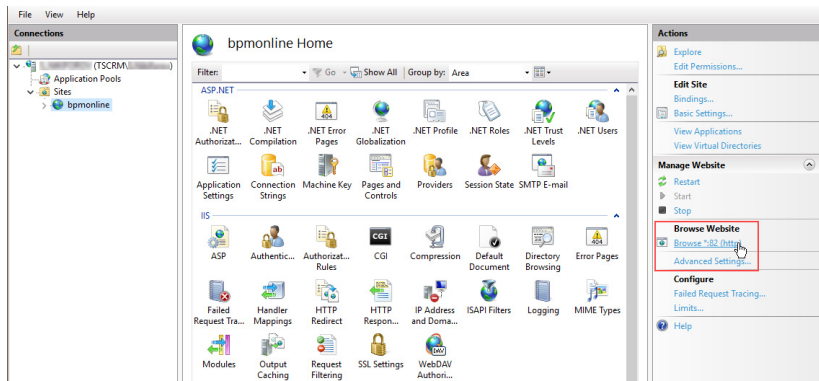 File View Help
Connections
(TSCRM\
Application Pools
Sites
bpmonline
bpmonline Home
Filter: Go Show All Group by: Area
ASP.NET
.NET Authorizat...
.NET Compilation
.NET Error Pages
.NET Globalization
.NET Profile
.NET Roles
.NET Trust Levels
.NET Users
Application Settings
Connection Strings
Machine Key
Pages and Controls
Providers
Session State
SMTP E-mail
IIS
ASP
Authentic...
Authorizat... Rules
CGI
Compression
Default Document
Directory Browsing
Error Pages
Failed Request Tra...
Handler Mappings
HTTP Redirect
HTTP Respon...
IP Address and Doma...
ISAPI Filters
Logging
MIME Types
Modules
Output Caching
Request Filtering
SSL Settings
WebDAV Authori...
Actions
Explore
Edit Permissions...
Edit Site
Bindings...
Basic Settings...
View Applications
View Virtual Directories
Manage Website
Restart
Start
Stop
Browse Website
Browse *:82 (http)
Advanced Settings...
Configure
Failed Request Tracing...
Limits...
Help